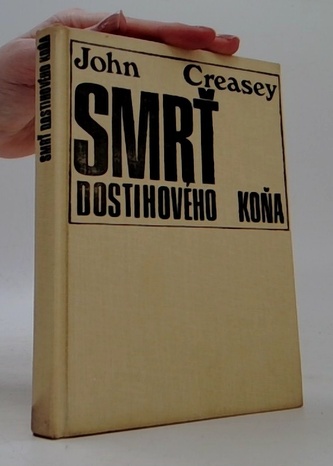 John Creasey
SMRŤ
DOSTIHOVÉHO KOŇA
SMRŤ DOSTIHOVÉHO KOŇA